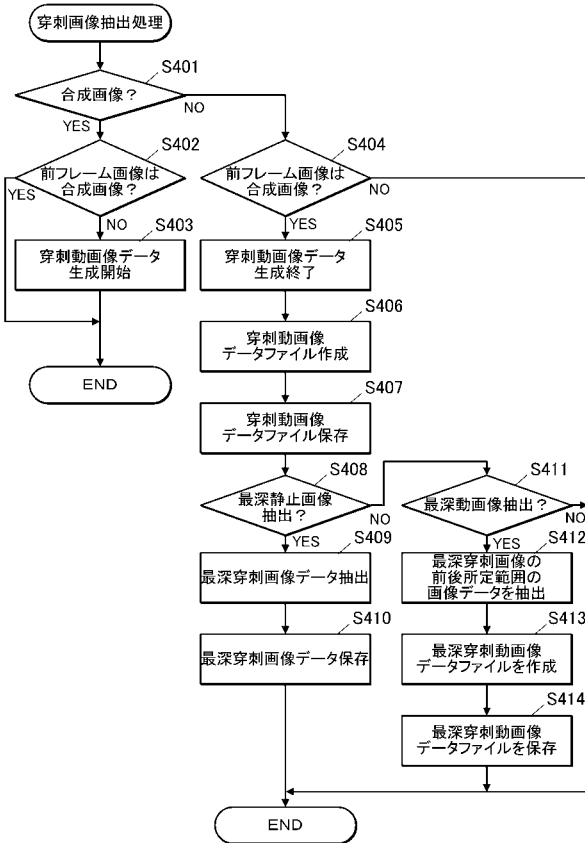 穿刺画像抽出処理
S401
合成画像？
YES
NO
S402
前フレーム画像は
合成画像？
YES
NO
S403
穿刺動画像データ
生成開始
END
S404
前フレーム画像は
合成画像？
NO
YES
S405
穿刺動画像データ
生成終了
S406
穿刺動画像
データファイル作成
S407
穿刺動画像
データファイル保存
S408
最深静止画像
抽出？
NO
YES
S409
最深穿刺画像データ抽出
S410
最深穿刺画像データ保存
S411
最深動画像抽出？
NO
YES
S412
最深穿刺画像の
前後所定範囲の
画像データを抽出
S413
最深穿刺動画像
データファイルを作成
S414
最深穿刺動画像
データファイルを保存
END